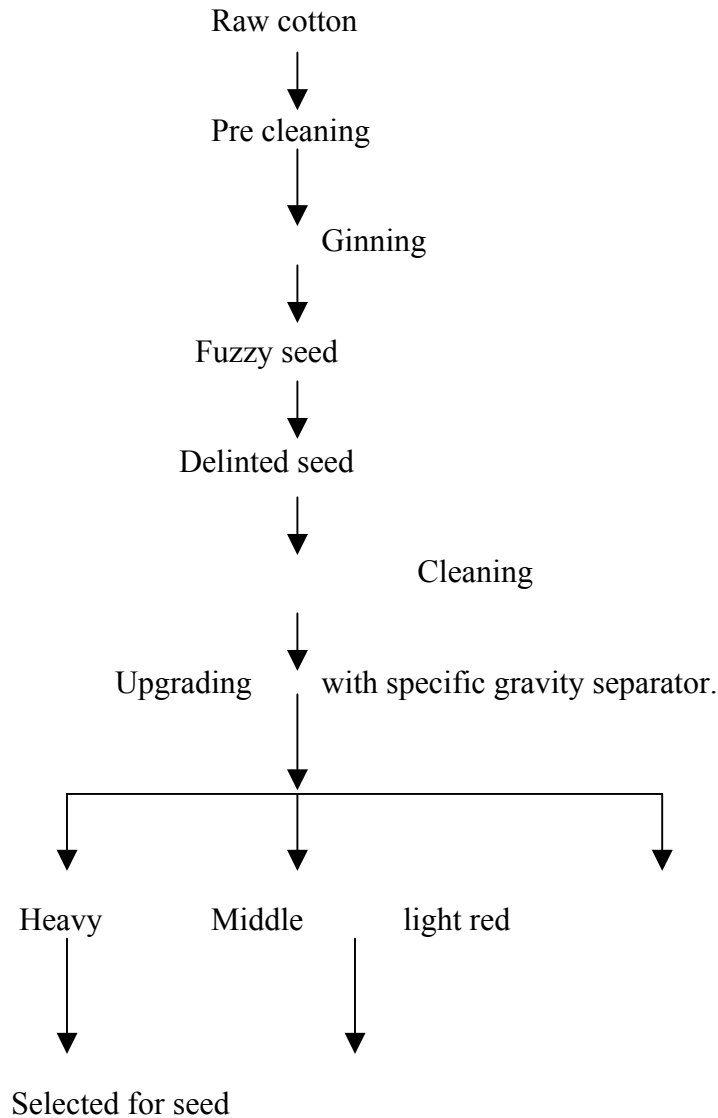 Raw cotton
Pre cleaning
Ginning
Fuzzy seed
Delinted seed
Cleaning
Upgrading with specific gravity separator.
Heavy Middle light red
Selected for seed